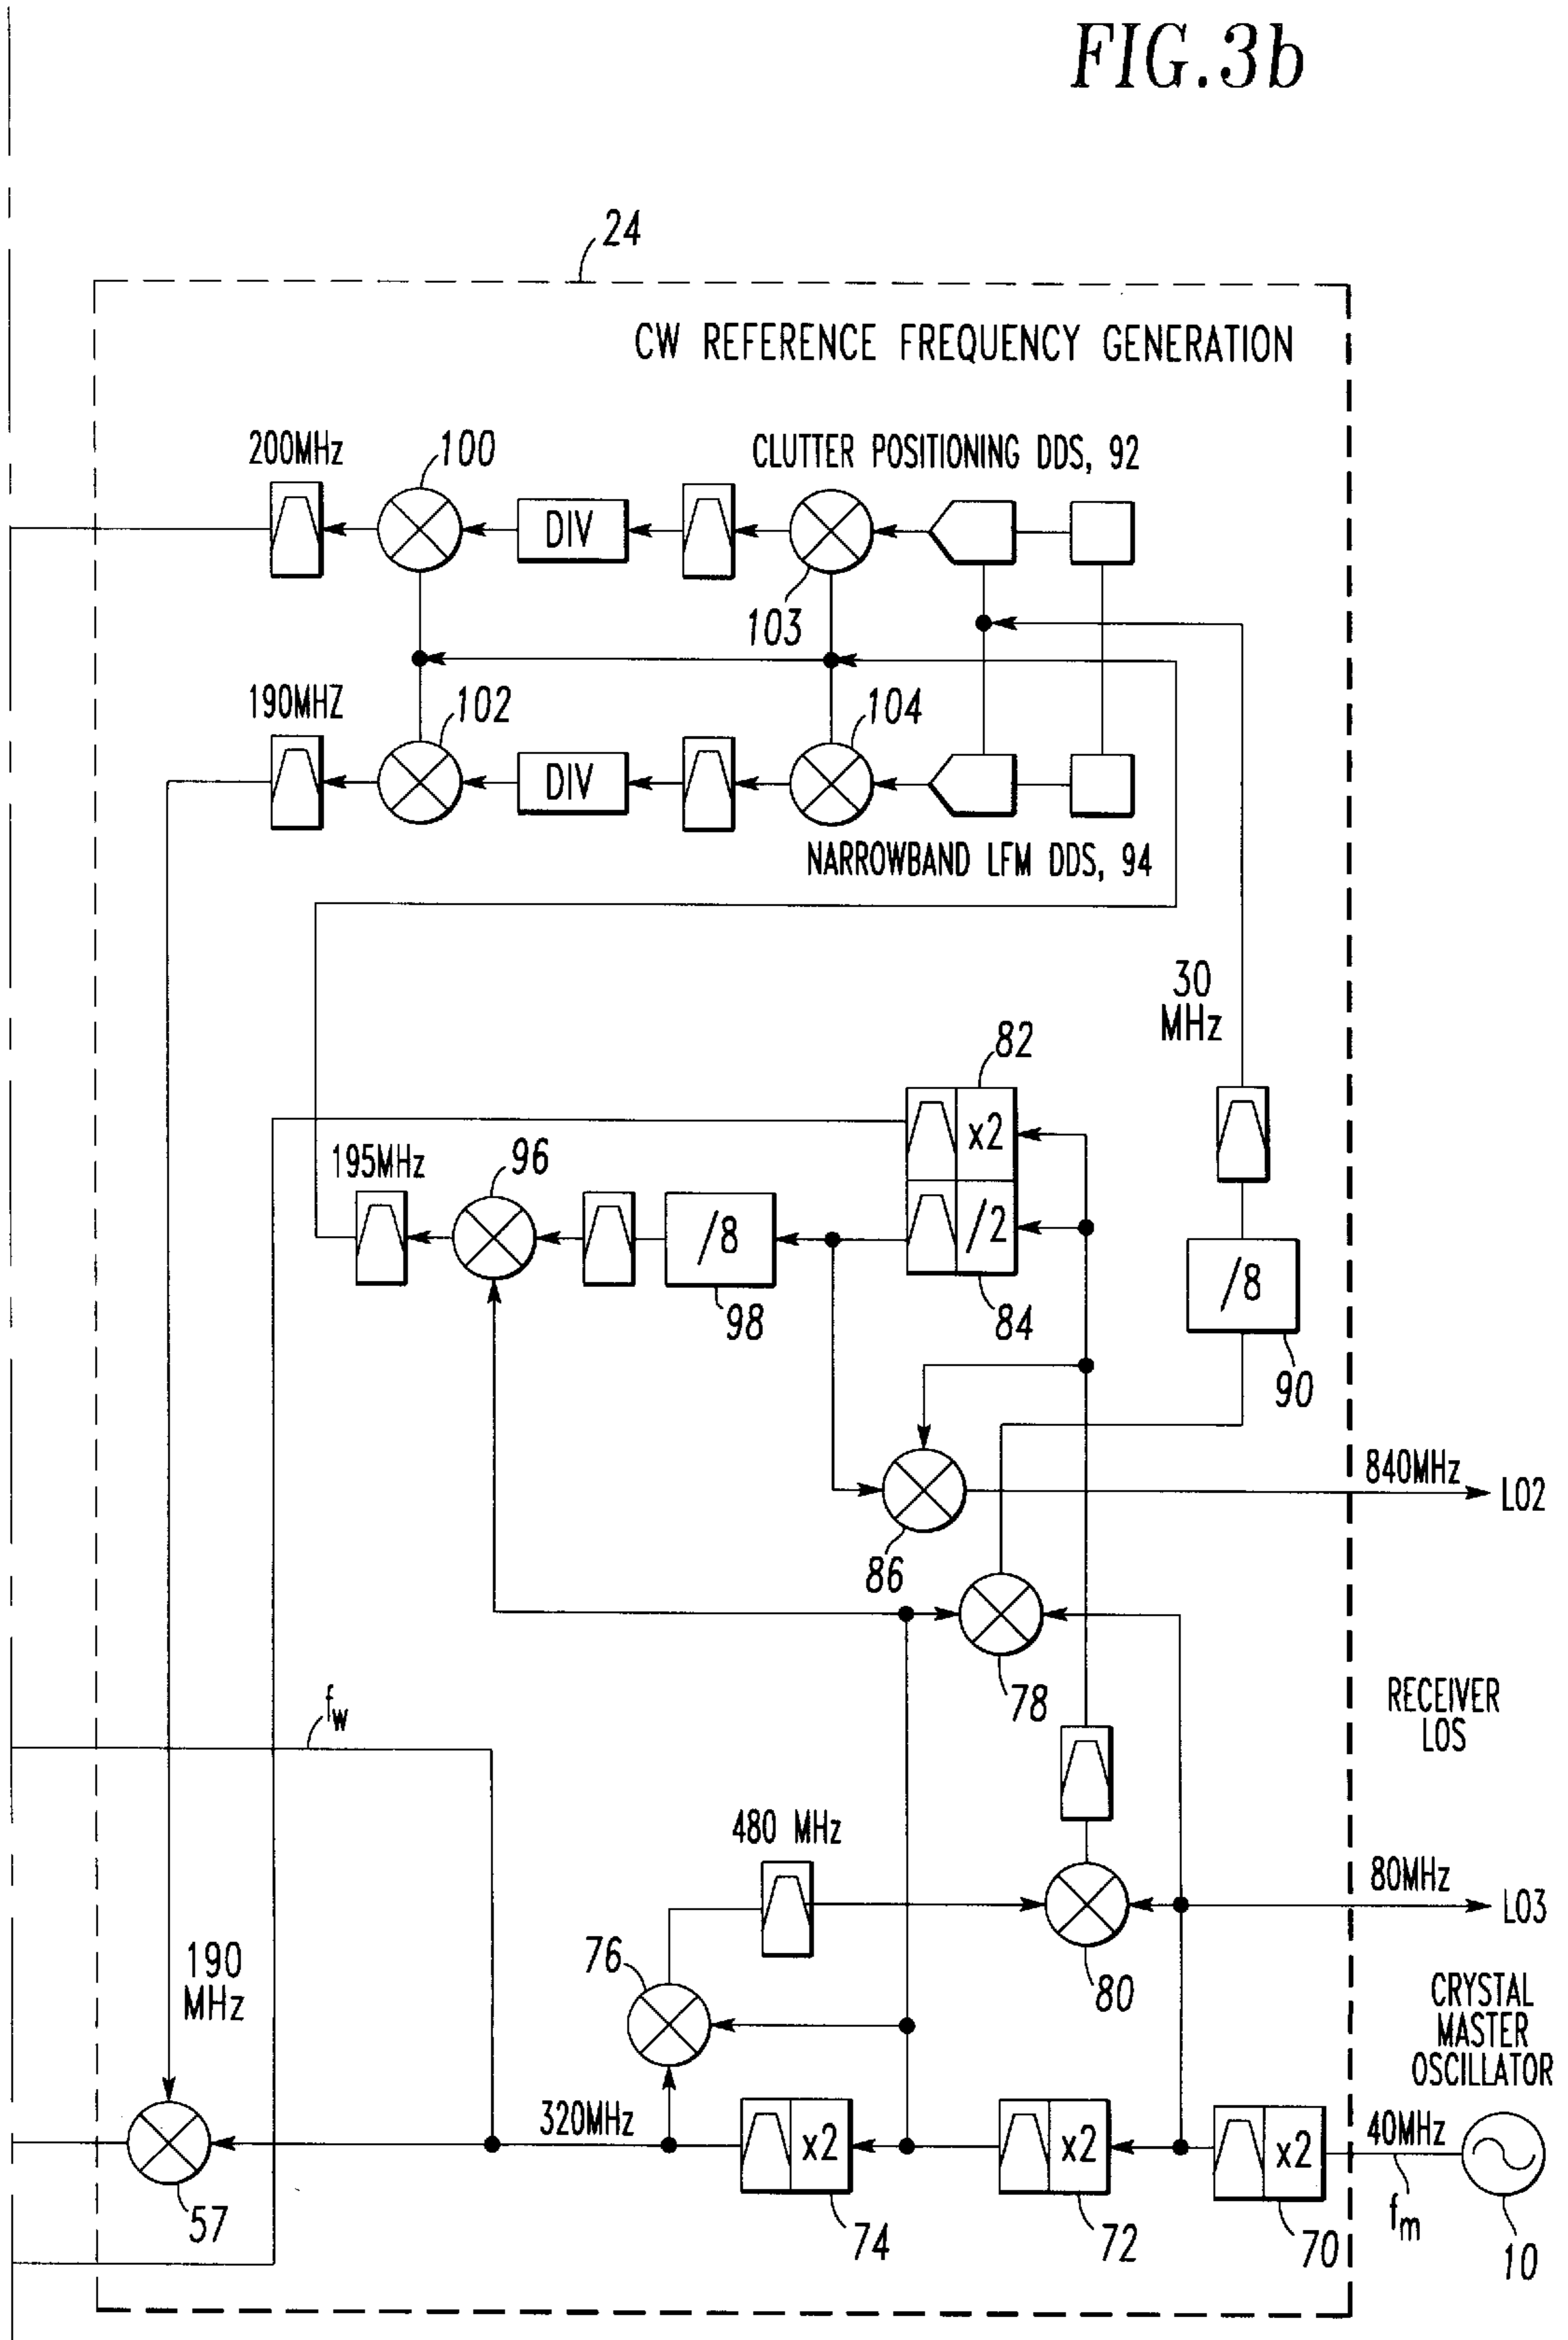 FIG.3b
24
CW REFERENCE FREQUENCY GENERATION
200MHz
100
CLUTTER POSITIONING DDS, 92
DIV
103
190MHZ
102
104
DIV
NARROWBAND LFM DDS, 94
30
MHz
82
x2
195MHz
96
/8
/2
98
84
/8
90
840MHz
LO2
86
78
fw
RECEIVER
LOS
480 MHz
80MHz
LO3
76
80
190
MHz
CRYSTAL
MASTER
OSCILLATOR
320MHz
x2
x2
x2
40MHz
57
74
72
70
fm
10